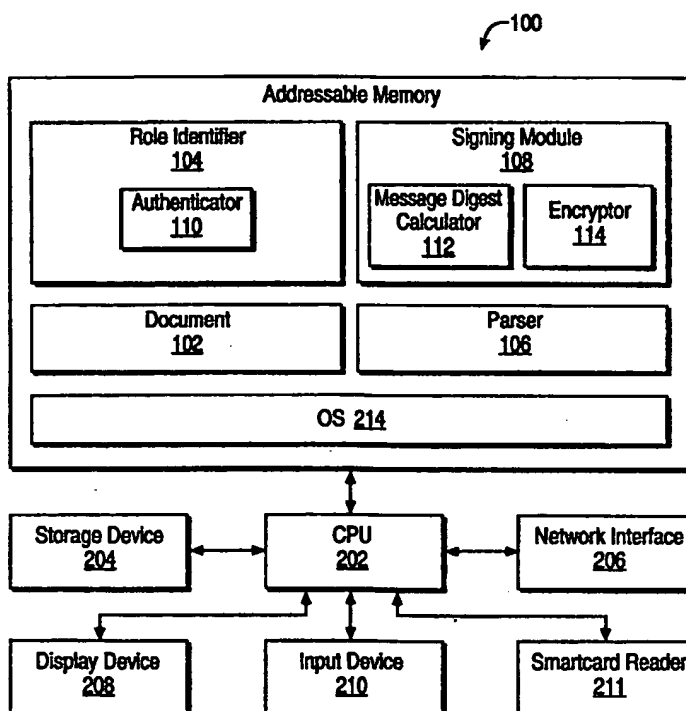 100
Addressable Memory
Role Identifier
104
Authenticator
110
Signing Module
108
Message Digest
Calculator
112
Encryptor
114
Document
102
Parser
106
OS 214
Storage Device
204
CPU
202
Network Interface
206
Display Device
208
Input Device
210
Smartcard Reader
211